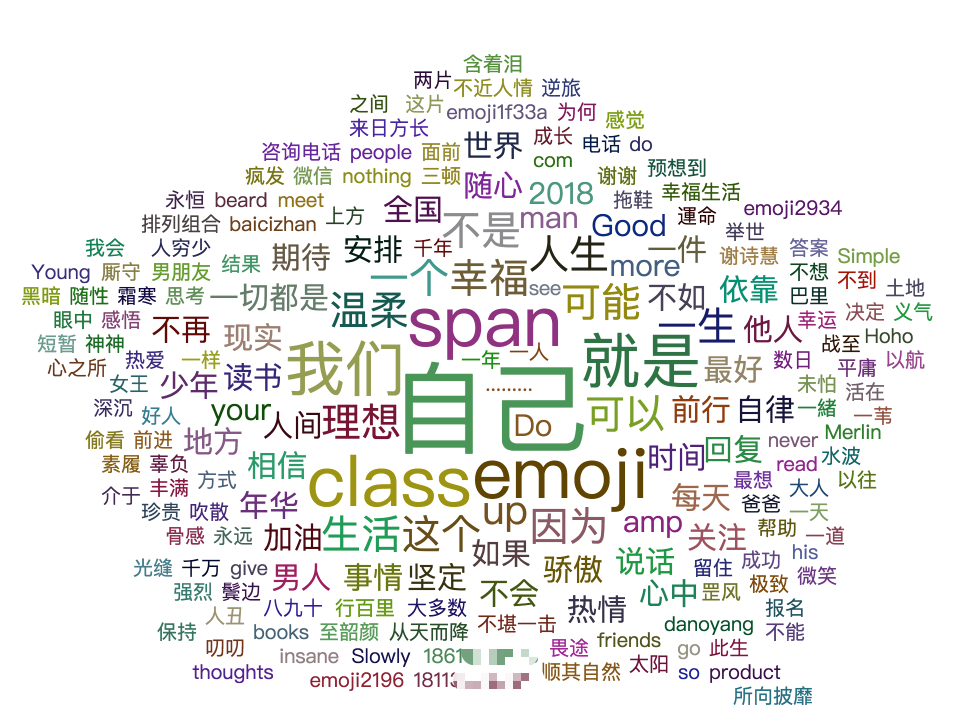 含着泪
两片 不近人情 逆旅
之间 这片 emoji1f33a 为何 感觉
来日方长 世界 成长 电话 do
咨询电话 people 面前 com 预想到
疯发 微信 nothing 三顿 随心 2018 谢谢 幸福生活
永恒 beard meet 全国 man 拖鞋 運命 emoji2934
排列组合 baicizhan 上方 不是 Good 举世
我会 人穷少 期待 安排 千年 人生 一件 谢诗慧 答案 Simple
Young 厮守 男朋友 结果 一个 幸福 see more 依靠 不想 不到 土地
黑暗 随性 霜寒 思考 一切都是 温柔 可能 不如 巴里 决定 义气
眼中 感悟 不再 现实 span 一生 他人 幸运 战至 Hoho
短暂 神神 热爱 一样 我们 一年 一人 就是 最好 数日 平庸 以航
心之所 女王 少年 读书 自己 ......... 未怕 活在
深沉 好人 your 人间 理想 Do 可以 前行 自律 一緒 一苇
偷看 前进 地方 时间 回复 never Merlin
素履 辜负 方式 相信 class emoji 最想 read 水波
介于 丰满 年华 每天 爸爸 大人 以往
珍贵 吹散 up amp 一天
骨感 永远 加油 生活 这个 因为 关注 帮助 一道
光缝 千万 give 男人 事情 坚定 如果 骄傲 说话 留住 成功 his
强烈 鬓边 不会 心中 罡风 极致 微笑
人丑 八九十 行百里 大多数 不堪一击 热情 报名
保持 books 至韶颜 从天而降 friends danoyang 不能
叨叨 insane Slowly 畏途 go 此生
thoughts emoji2196 顺其自然 太阳 so product
所向披靡